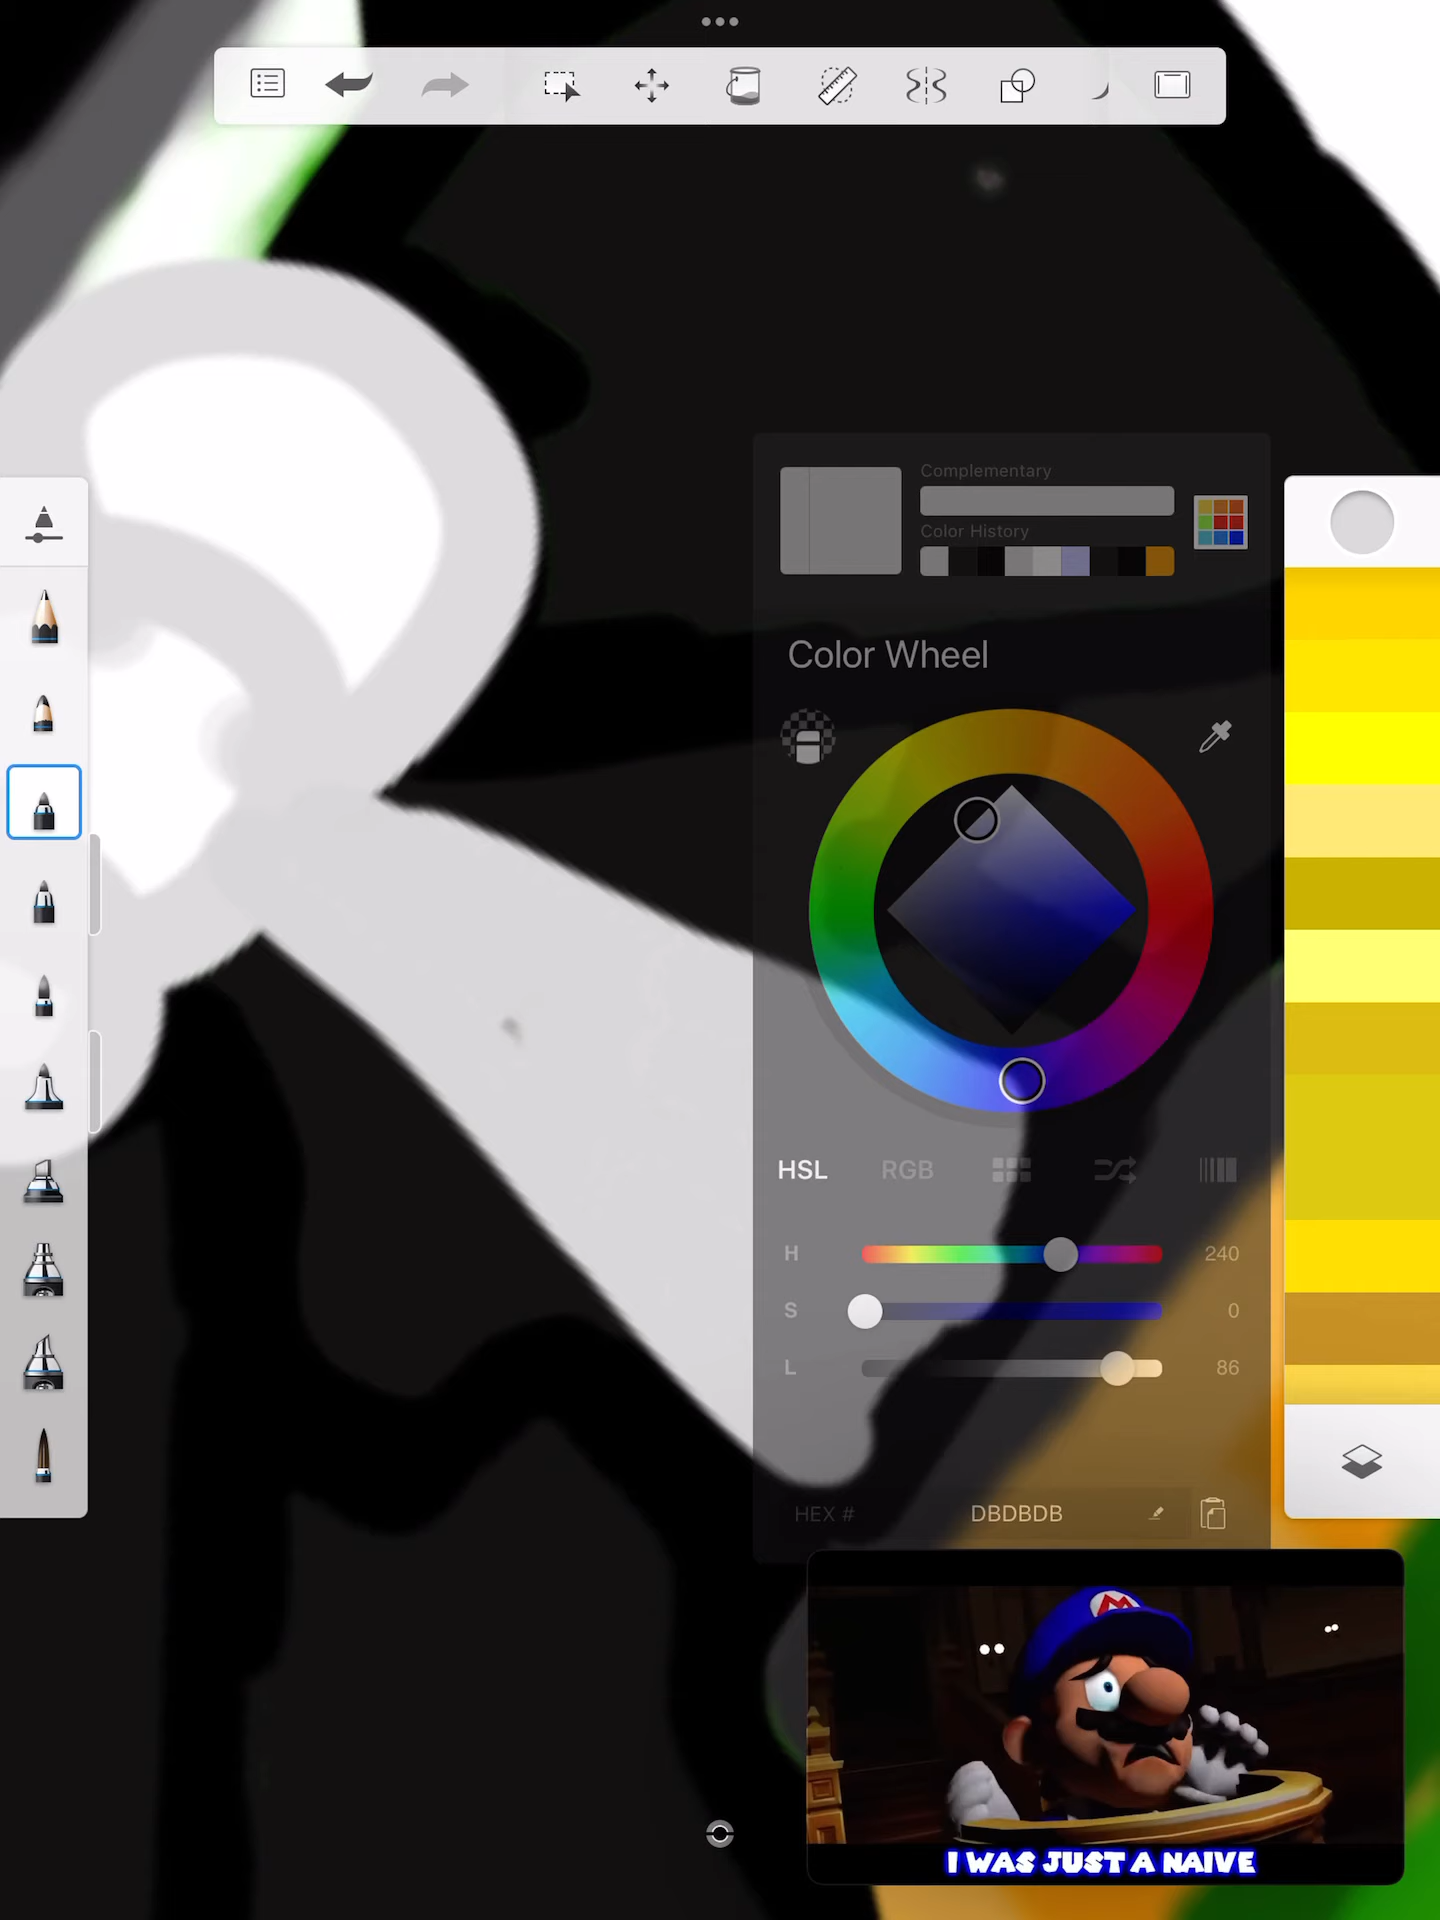 Complementary
Color History
Color Wheel
HSL RGB
H 240
S 0
L 86
HEX # DBDBDB
M
I WAS JUST A NAIVE